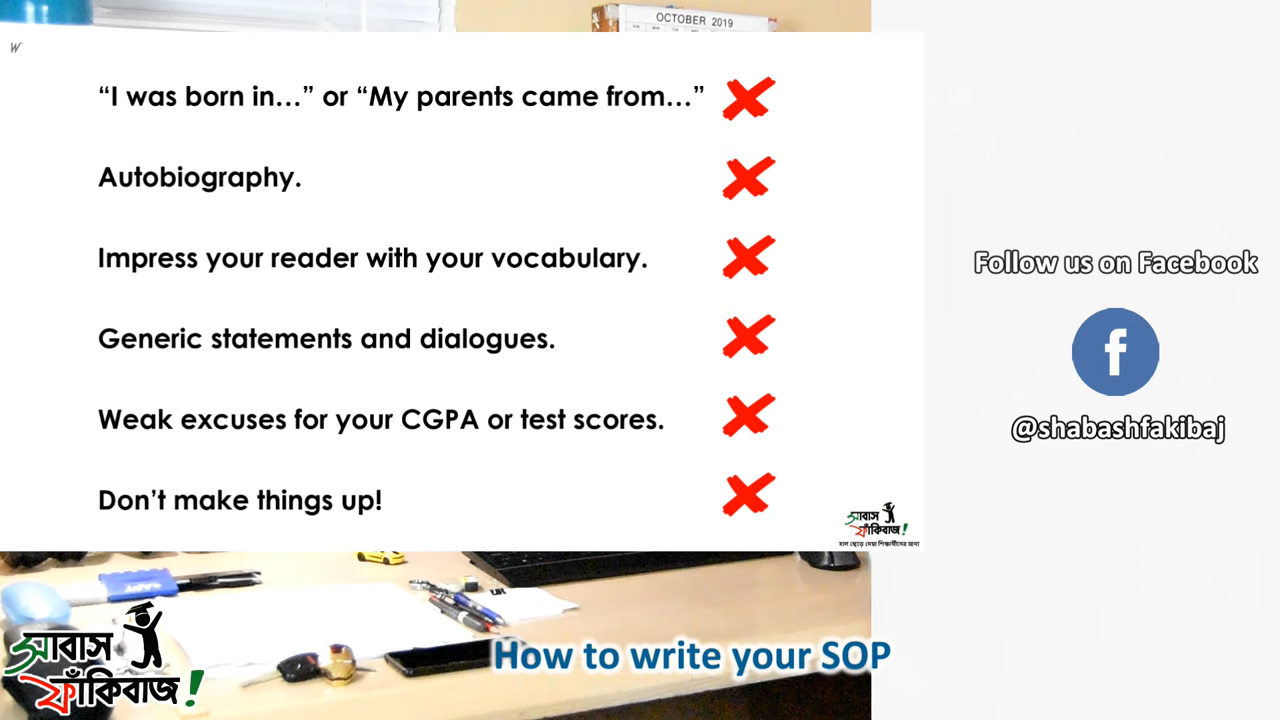 OCTOBER 2019
W
“I was born in...” or “My parents came from...”
Autobiography.
Impress your reader with your vocabulary.
Generic statements and dialogues.
Weak excuses for your CGPA or test scores.
Don’t make things up!
সাবাস
ফাঁকিবাজ!
হাল ছেড়ে দেয়া শিক্ষার্থীদের জন্য
Follow us on Facebook
f
@shabashfakibaj
সাবাস
ফাঁকিবাজ!
How to write your SOP